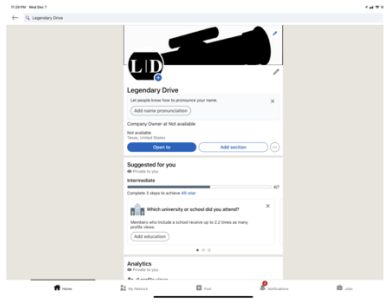 11:29 PM Wed Dec 7
Legendary Drive
L D
Legendary Drive
Let people know how to pronounce your name
Add name pronunciation
Company Owner at Not available
Not available
Texas, United States
Open to
Add section
Suggested for you
Private to you
Intermediate
4/7
Complete 3 steps to achieve All-star
Which university or school did you attend?
Members who include a school receive up to 2.2 times as many
profile views.
Add education
Analytics
Private to you
Home
My Network
Post
Notifications
Jobs